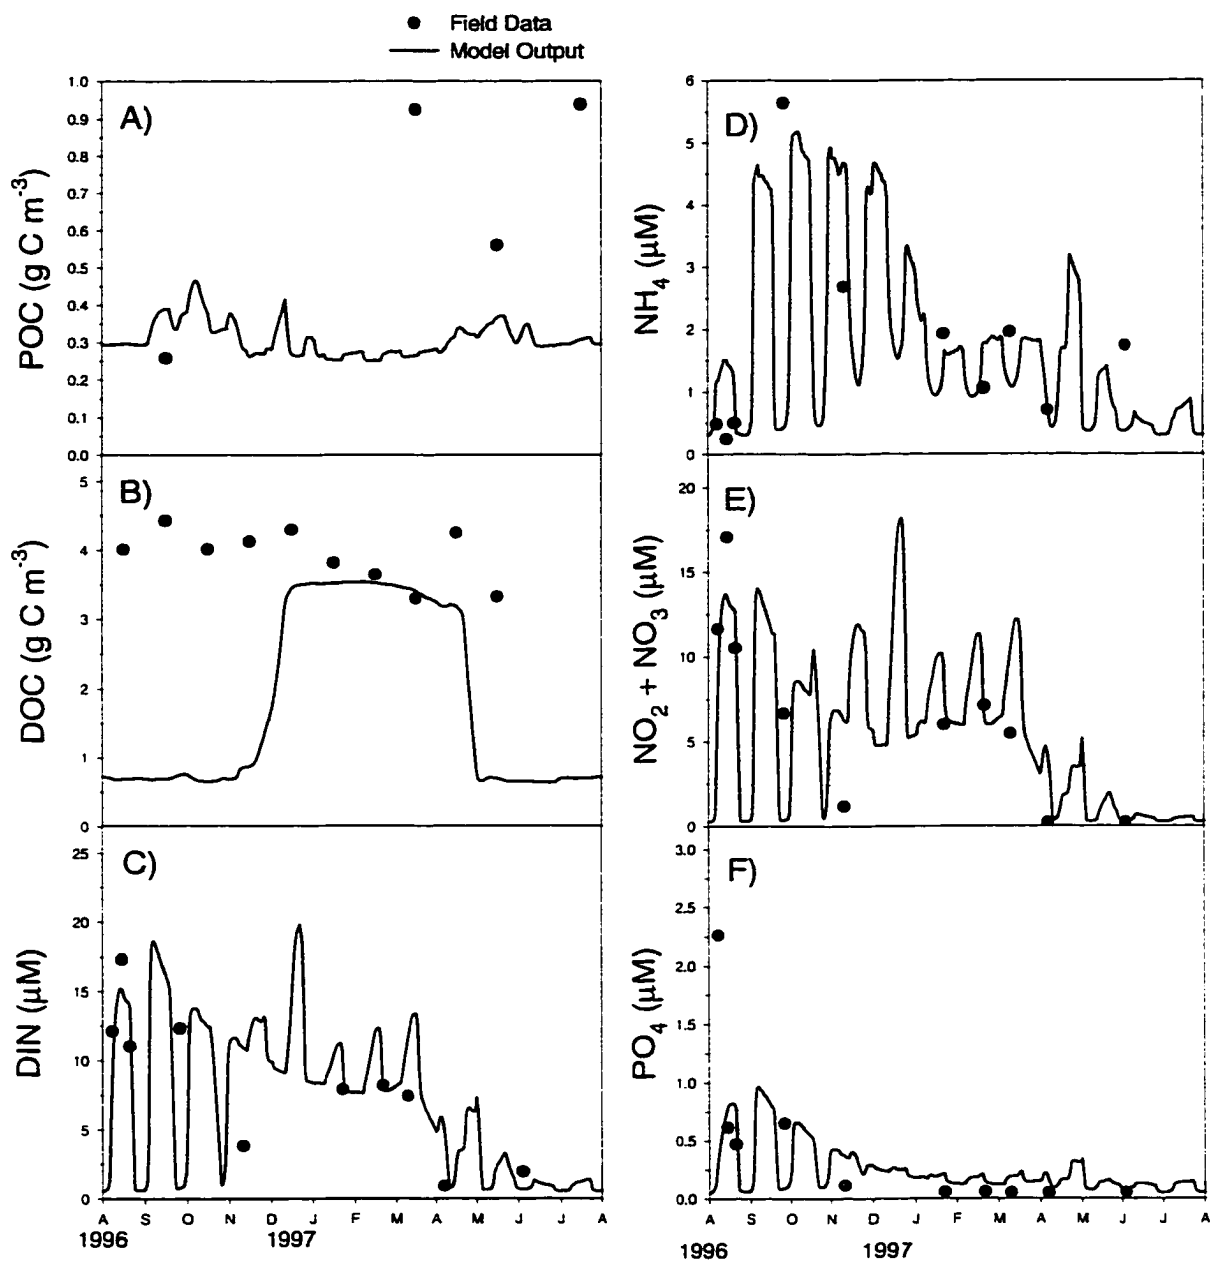 Field Data
Model Output
A)
POC (g C m⁻³)
1.0
0.9
0.8
0.7
0.6
0.5
0.4
0.3
0.2
0.1
0.0
B)
DOC (g C m⁻³)
5
4
3
2
1
0
C)
DIN (µM)
25
20
15
10
5
0
A S O N D J F M A M J J A
1996 1997
D)
NH₄ (µM)
6
5
4
3
2
1
0
E)
NO₂ + NO₃ (µM)
20
15
10
5
0
F)
PO₄ (µM)
3.0
2.5
2.0
1.5
1.0
0.5
0.0
A S O N D J F M A M J J A
1996 1997